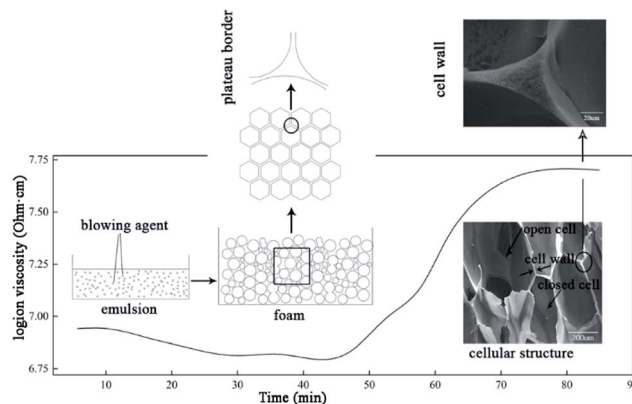 plateau border
cell wall
20um
7.75
7.50
7.25
7.00
6.75
logion viscosity (Ohm·cm)
blowing agent
emulsion
foam
open cell
cell wall
closed cell
200um
cellular structure
10
20
30
40
50
60
70
80
90
Time (min)